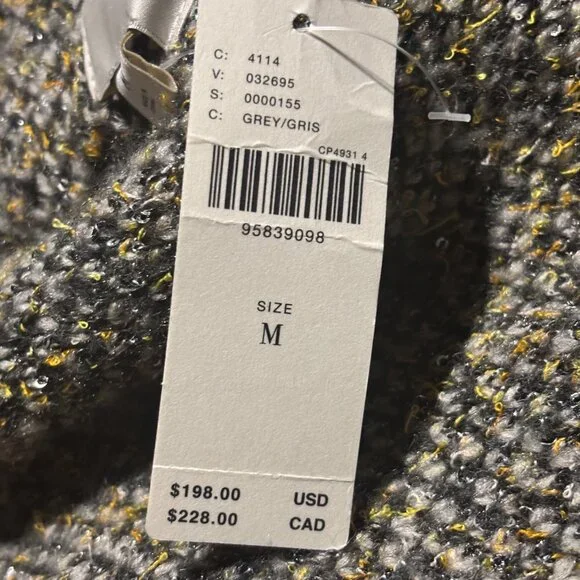 C: 4114
V: 032695
S: 0000155
C: GREY/GRIS
CP4931 4
95839098
SIZE
M
$198.00 USD
$228.00 CAD